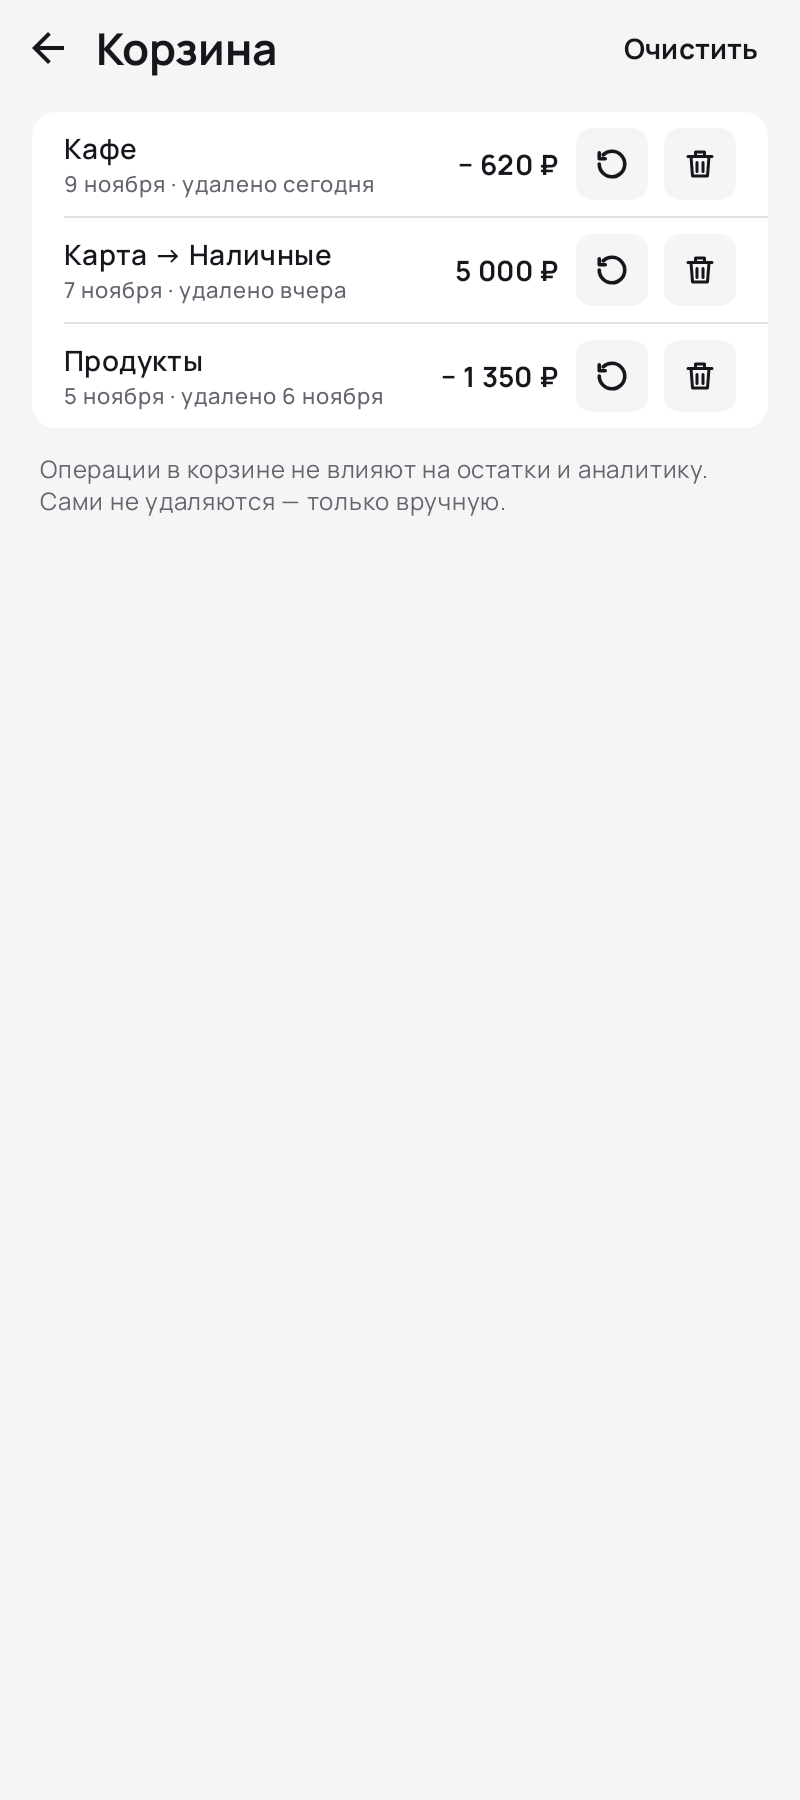 Корзина
Очистить
Кафе
– 620 ₽
9 ноября · удалено сегодня
Карта → Наличные
5 000 ₽
7 ноября · удалено вчера
Продукты
– 1 350 ₽
5 ноября · удалено 6 ноября
Операции в корзине не влияют на остатки и аналитику.
Сами не удаляются — только вручную.